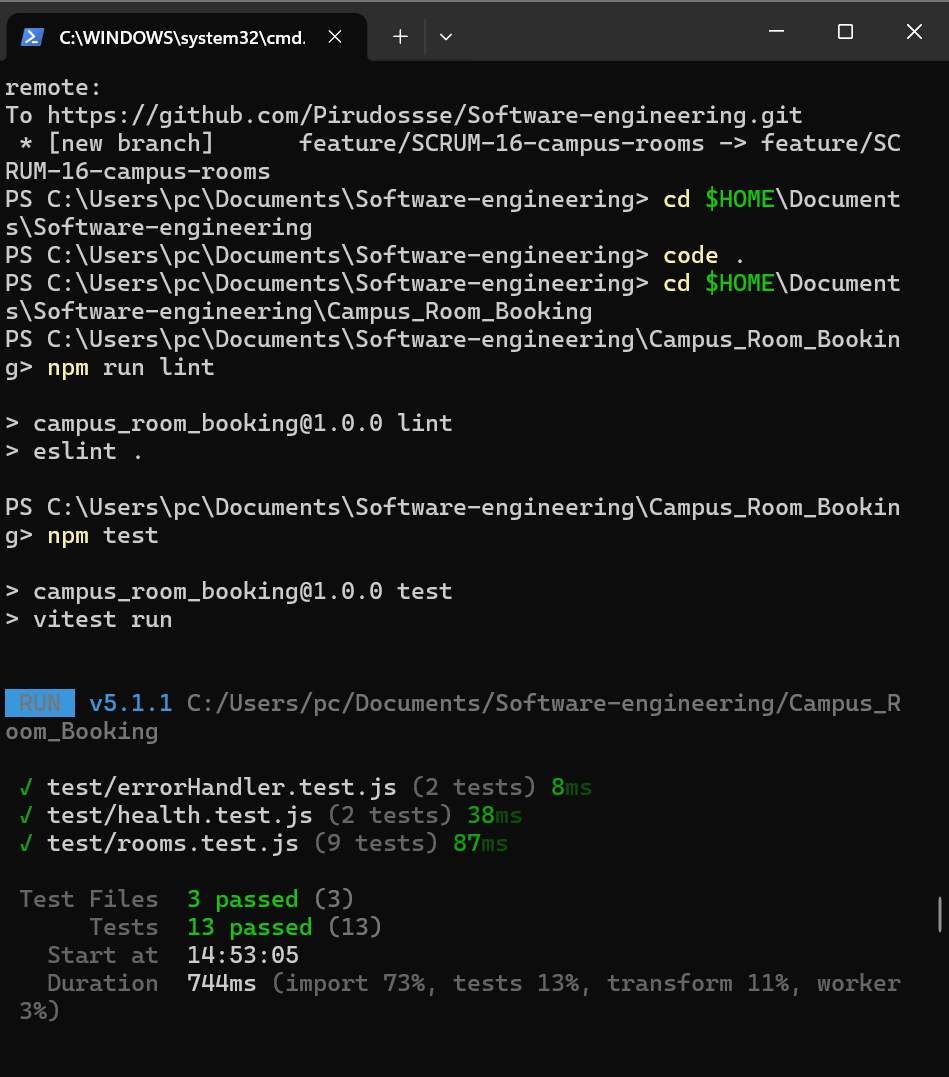 C:\WINDOWS\system32\cmd.
remote:
To https://github.com/Pirudossse/Software-engineering.git
 * [new branch]      feature/SCRUM-16-campus-rooms -> feature/SC
RUM-16-campus-rooms
PS C:\Users\pc\Documents\Software-engineering> cd $HOME\Document
s\Software-engineering
PS C:\Users\pc\Documents\Software-engineering> code .
PS C:\Users\pc\Documents\Software-engineering> cd $HOME\Document
s\Software-engineering\Campus_Room_Booking
PS C:\Users\pc\Documents\Software-engineering\Campus_Room_Bookin
g> npm run lint

> campus_room_booking@1.0.0 lint
> eslint .

PS C:\Users\pc\Documents\Software-engineering\Campus_Room_Bookin
g> npm test

> campus_room_booking@1.0.0 test
> vitest run

 RUN  v5.1.1 C:/Users/pc/Documents/Software-engineering/Campus_R
oom_Booking

 ✓ test/errorHandler.test.js (2 tests) 8ms
 ✓ test/health.test.js (2 tests) 38ms
 ✓ test/rooms.test.js (9 tests) 87ms

 Test Files  3 passed (3)
      Tests  13 passed (13)
   Start at  14:53:05
   Duration  744ms (import 73%, tests 13%, transform 11%, worker
 3%)